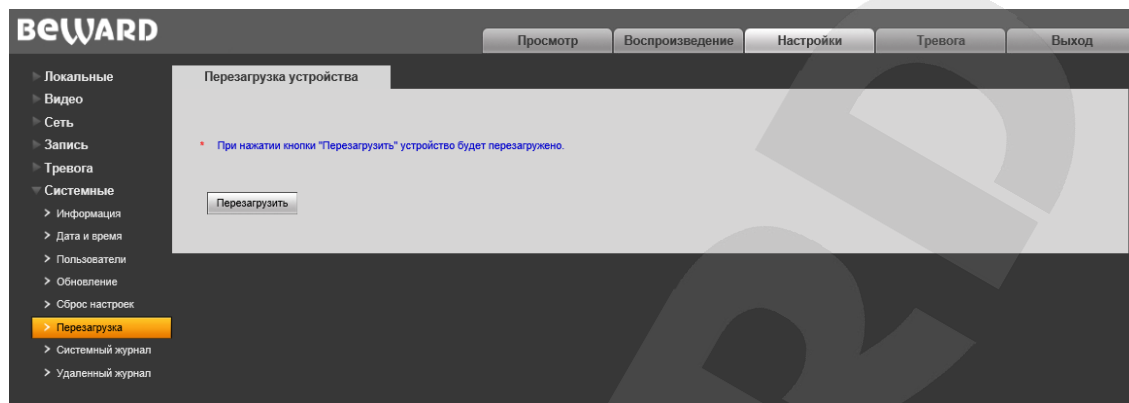 BEWARD
Просмотр Воспроизведение Настройки Тревога Выход
Локальные
Видео
Сеть
Запись
Тревога
Системные
Информация
Дата и время
Пользователи
Обновление
Сброс настроек
Перезагрузка
Системный журнал
Удаленный журнал
Перезагрузка устройства
* При нажатии кнопки "Перезагрузить" устройство будет перезагружено.
Перезагрузить